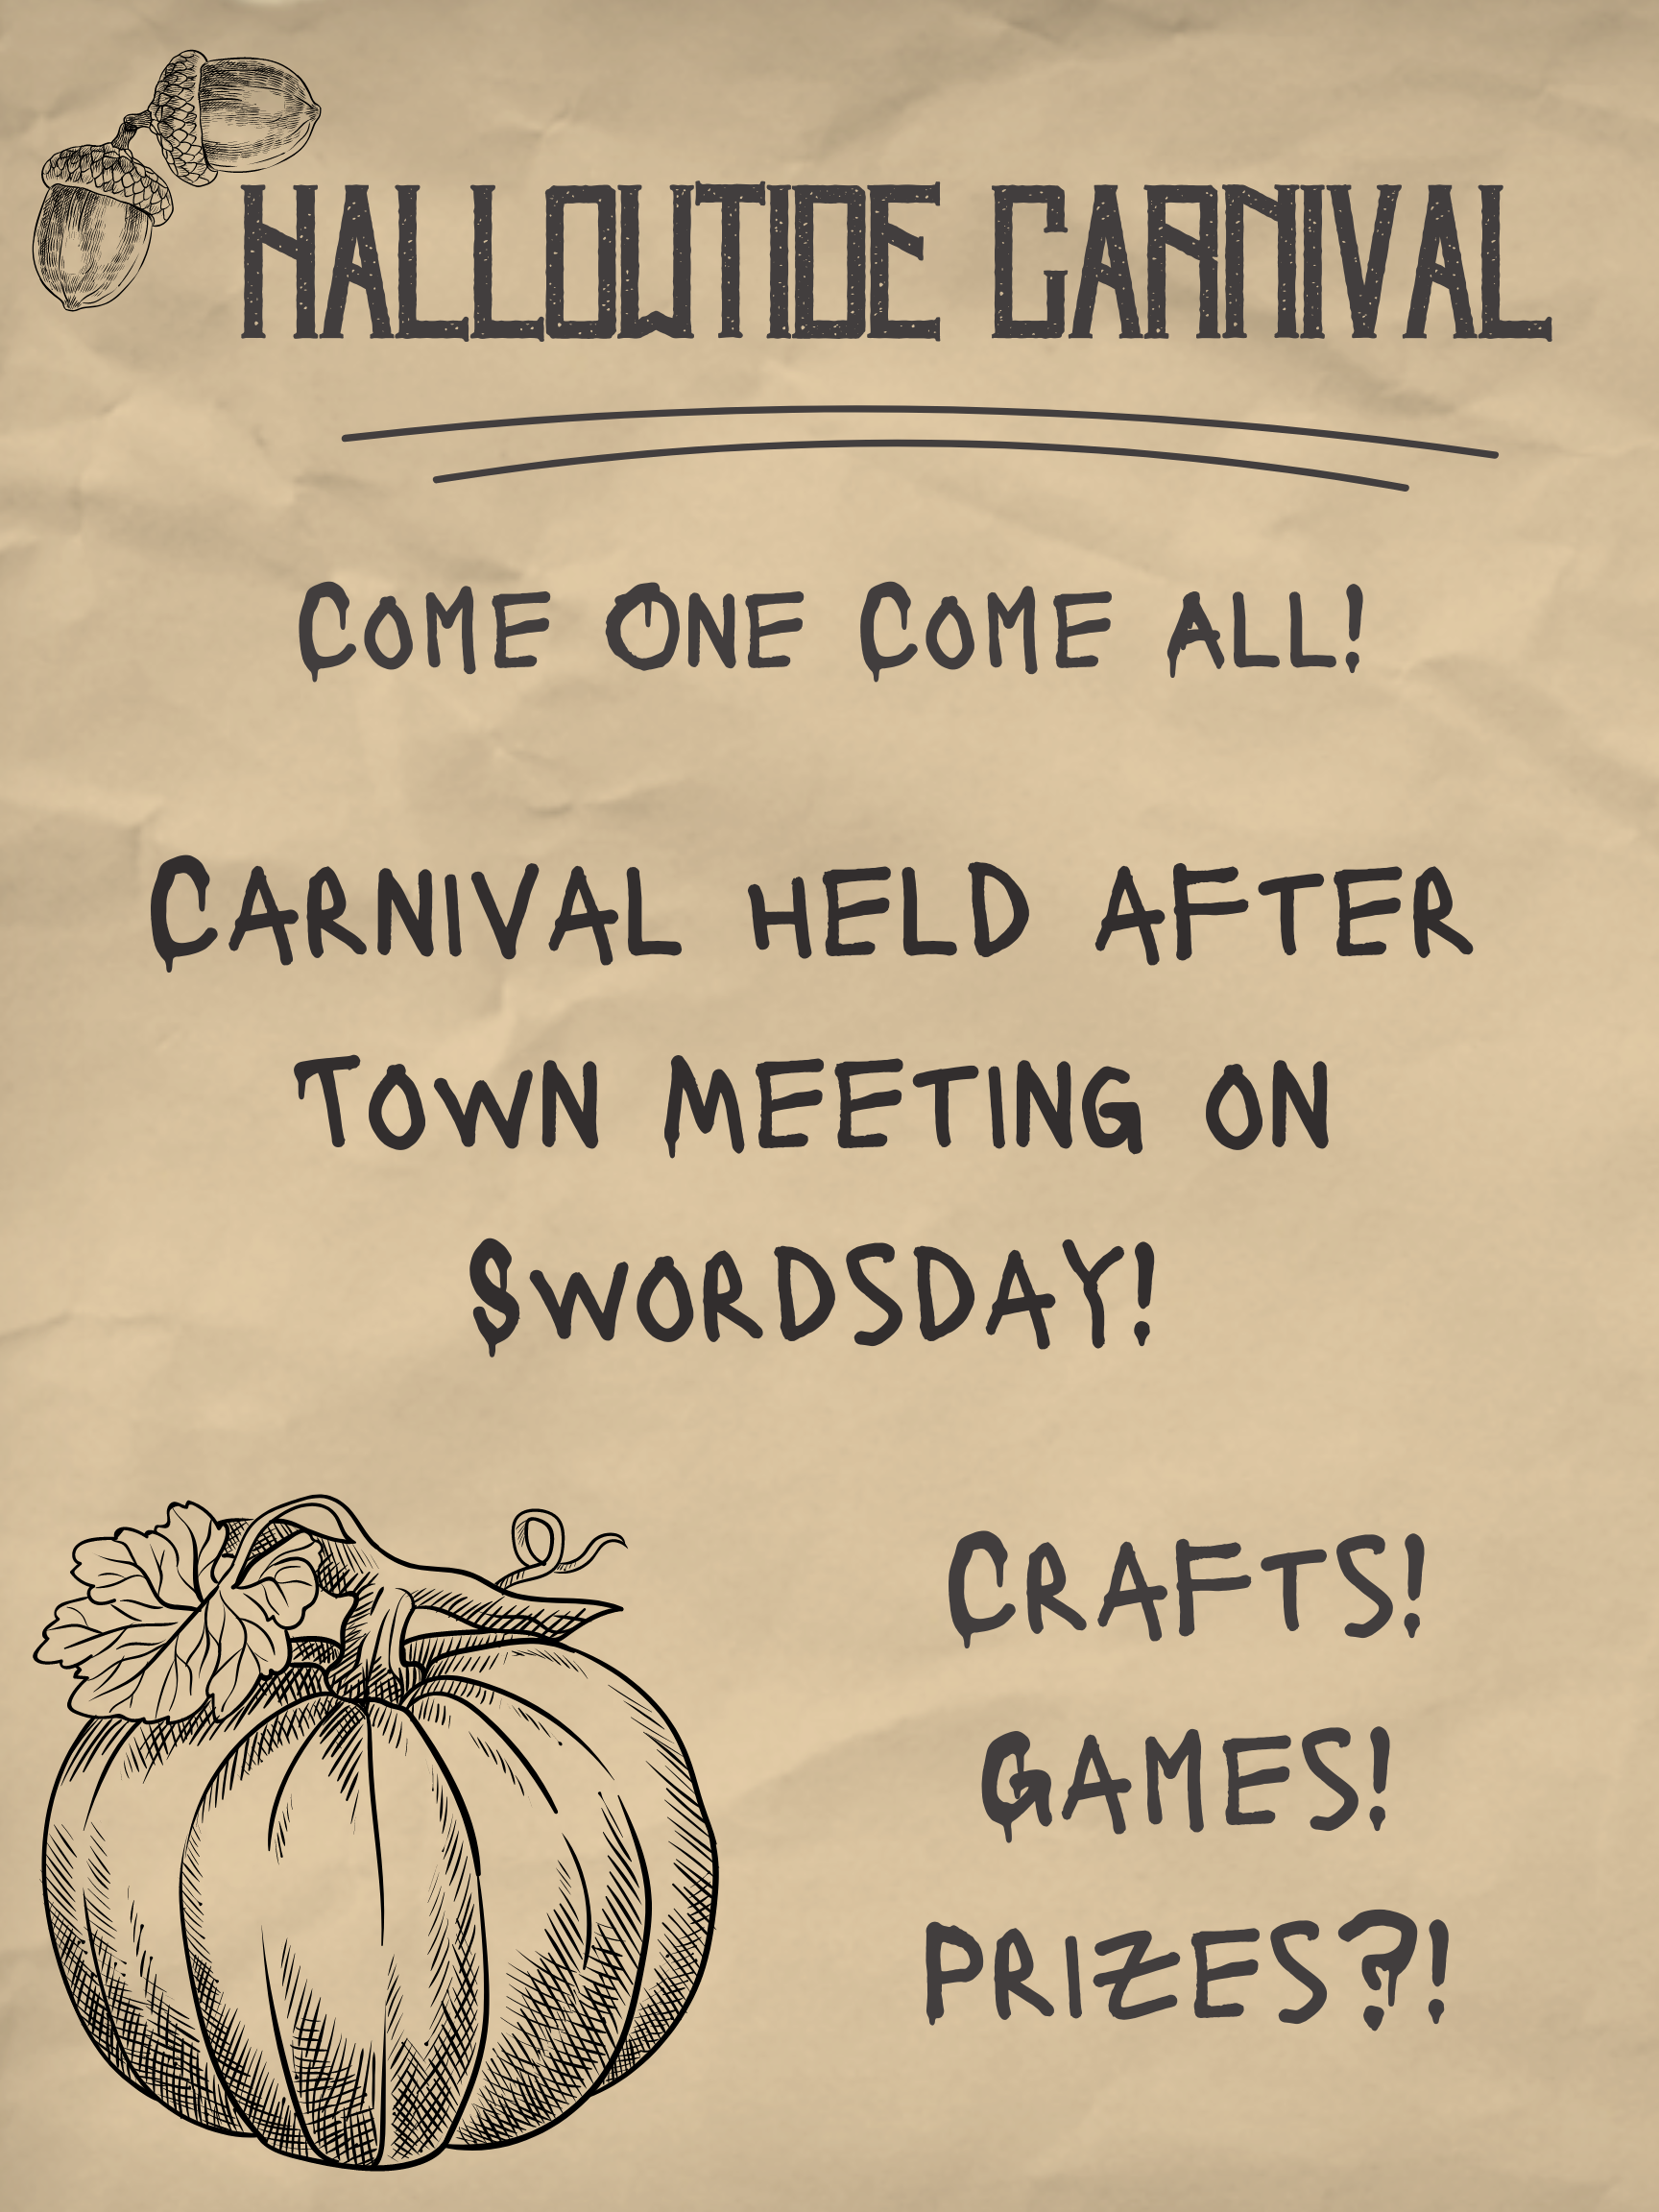 HALLOWTIDE CARNIVAL
COME ONE COME ALL!
CARNIVAL HELD AFTER
TOWN MEETING ON
SWORDSDAY!
CRAFTS!
GAMES!
PRIZES?!